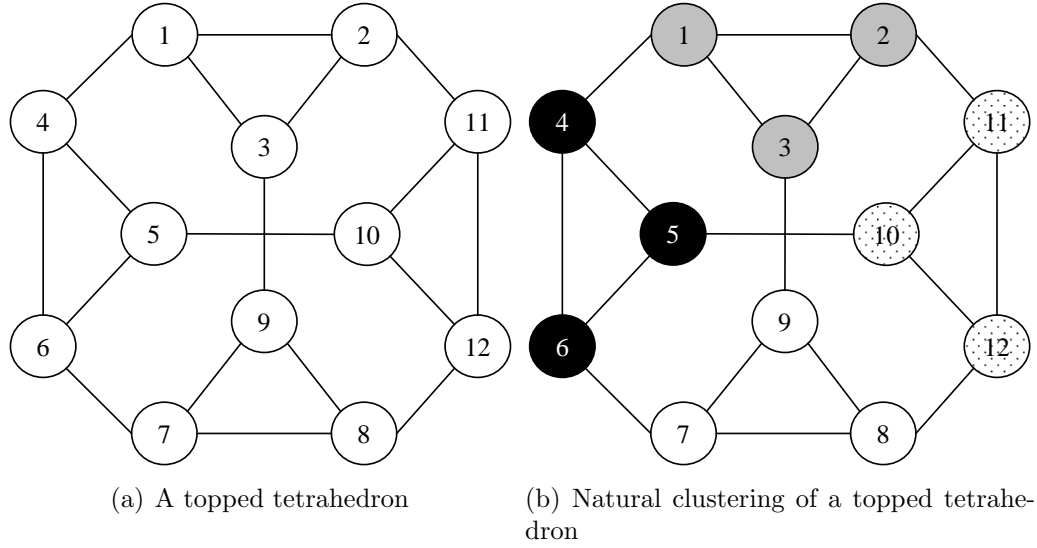 1 2 1 2
4 11 4 11
3 3
5 10 5 10
9 9
6 12 6 12
7 8 7 8
(a) A topped tetrahedron
(b) Natural clustering of a topped tetrahe-
dron